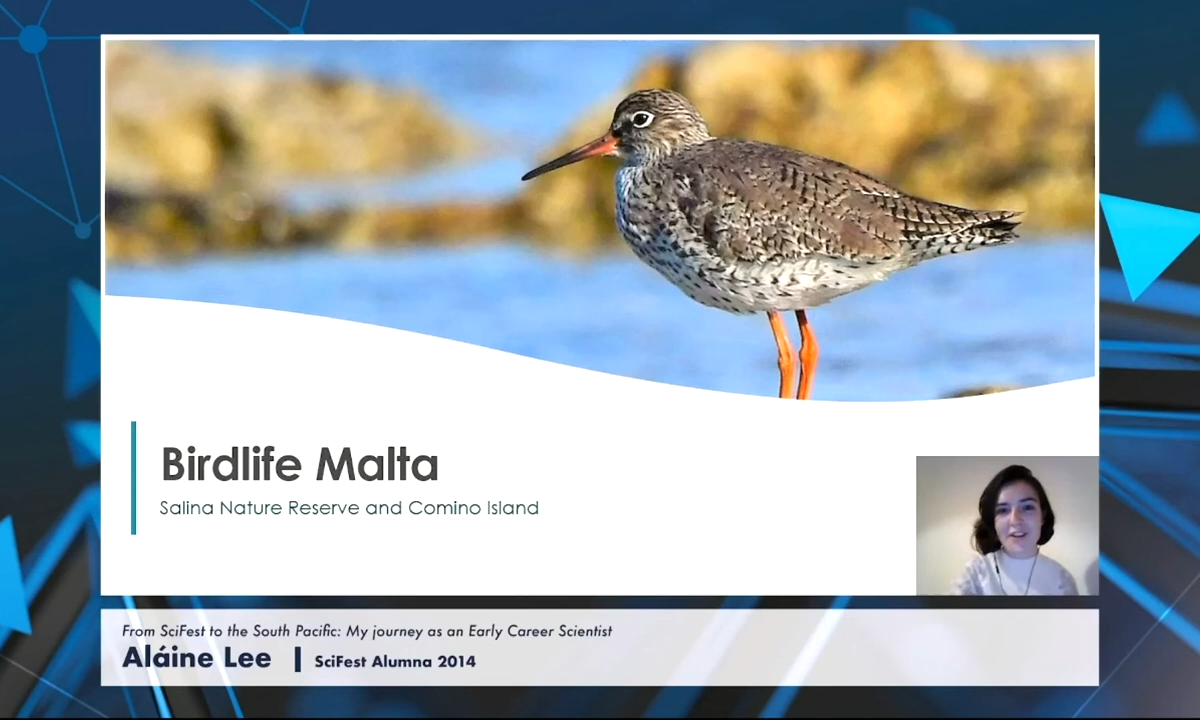 Birdlife Malta
Salina Nature Reserve and Comino Island
From SciFest to the South Pacific: My journey as an Early Career Scientist
Aláine Lee | SciFest Alumna 2014